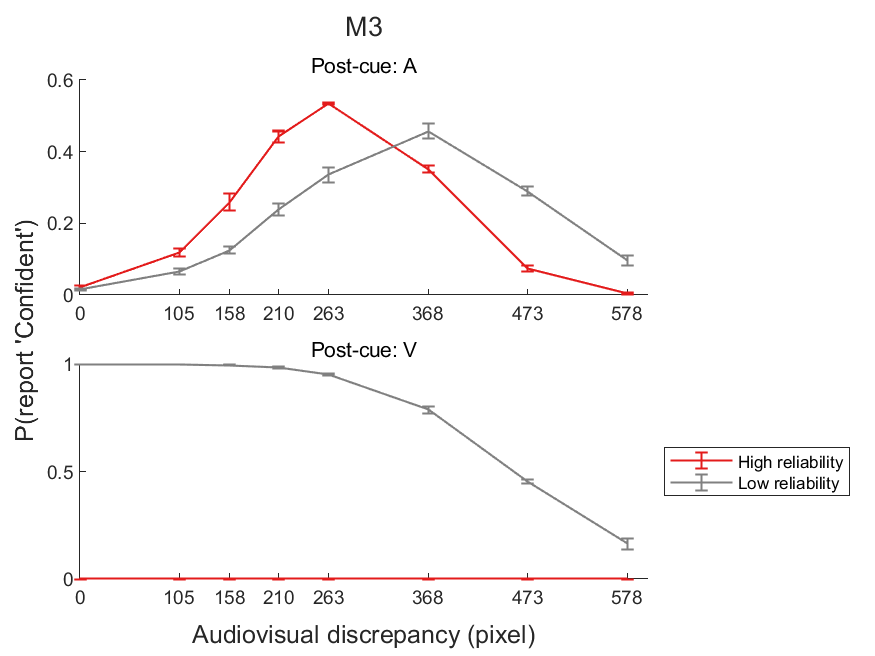 M3
Post-cue: A
0.6
0.4
0.2
0
0 105 158 210 263 368 473 578
P(report 'Confident')
Post-cue: V
1
0.5
0
0 105 158 210 263 368 473 578
High reliability
Low reliability
Audiovisual discrepancy (pixel)